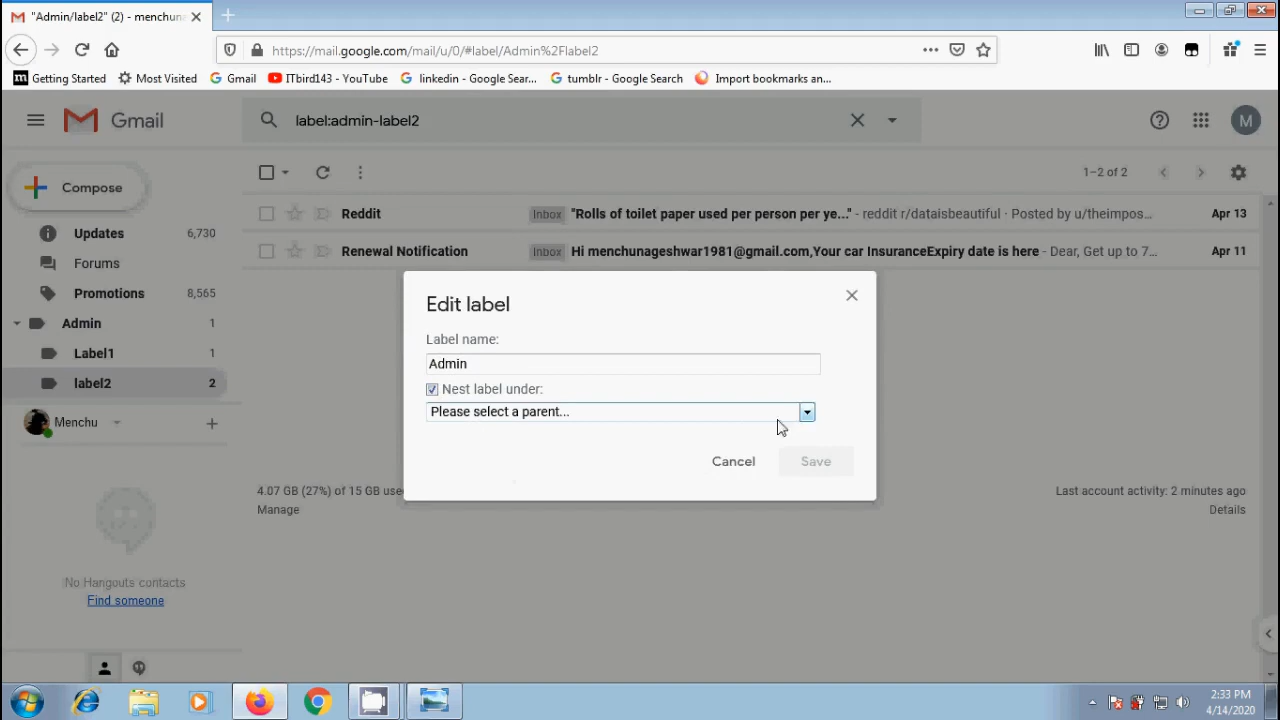 "Admin/label2" (2) - menchuna
https://mail.google.com/mail/u/0/#label/Admin%2Flabel2
Getting Started Most Visited Gmail ITbird143 - YouTube linkedin - Google Sear... tumblr - Google Search Import bookmarks an...
Gmail label:admin-label2 M
Compose 1–2 of 2
Updates 6,730
Reddit Inbox "Rolls of toilet paper used per person per ye..." - reddit r/dataisbeautiful · Posted by u/theimpos... Apr 13
Forums
Renewal Notification Inbox Hi menchunageshwar1981@gmail.com,Your car InsuranceExpiry date is here - Dear, Get up to 7... Apr 11
Promotions 8,565
Admin 1
Label1 1
label2 2
Menchu
Edit label
Label name:
Admin
Nest label under:
Please select a parent...
Cancel Save
4.07 GB (27%) of 15 GB use
Manage
Last account activity: 2 minutes ago
Details
No Hangouts contacts
Find someone
2:33 PM
4/14/2020